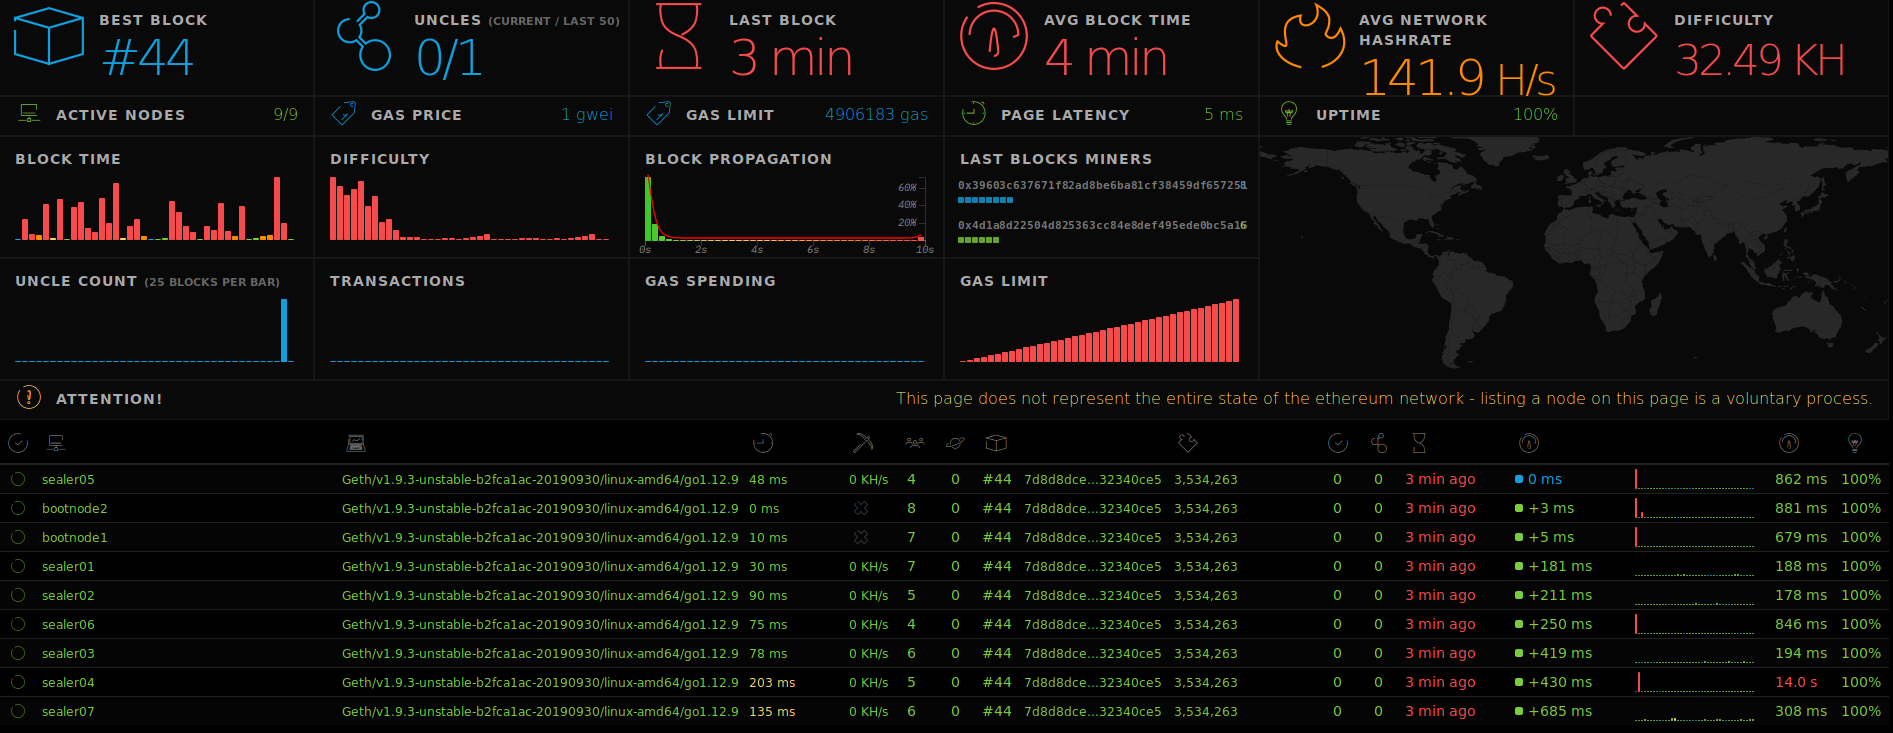 BEST BLOCK
#44
UNCLES (CURRENT / LAST 50)
0/1
LAST BLOCK
3 min
AVG BLOCK TIME
4 min
AVG NETWORK
HASHRATE
141.9 H/s
DIFFICULTY
32.49 KH
ACTIVE NODES 9/9
GAS PRICE 1 gwei
GAS LIMIT 4906183 gas
PAGE LATENCY 5 ms
UPTIME 100%
BLOCK TIME
DIFFICULTY
BLOCK PROPAGATION
60%
40%
20%
0s 2s 4s 6s 8s 10s
LAST BLOCKS MINERS
UNCLE COUNT (25 BLOCKS PER BAR)
TRANSACTIONS
GAS SPENDING
GAS LIMIT
ATTENTION! This page does not represent the entire state of the ethereum network - listing a node on this page is a voluntary process.
sealer05 Geth/v1.9.3-unstable-b2fca1ac-20190930/linux-amd64/go1.12.9 48 ms 0 KH/s 4 0 #44 7d8d8dce...32340ce5 3,534,263 0 0 3 min ago 0 ms 862 ms 100%
bootnode2 Geth/v1.9.3-unstable-b2fca1ac-20190930/linux-amd64/go1.12.9 0 ms 8 0 #44 7d8d8dce...32340ce5 3,534,263 0 0 3 min ago +3 ms 881 ms 100%
bootnode1 Geth/v1.9.3-unstable-b2fca1ac-20190930/linux-amd64/go1.12.9 10 ms 7 0 #44 7d8d8dce...32340ce5 3,534,263 0 0 3 min ago +5 ms 679 ms 100%
sealer01 Geth/v1.9.3-unstable-b2fca1ac-20190930/linux-amd64/go1.12.9 30 ms 0 KH/s 7 0 #44 7d8d8dce...32340ce5 3,534,263 0 0 3 min ago +181 ms 188 ms 100%
sealer02 Geth/v1.9.3-unstable-b2fca1ac-20190930/linux-amd64/go1.12.9 90 ms 0 KH/s 5 0 #44 7d8d8dce...32340ce5 3,534,263 0 0 3 min ago +211 ms 178 ms 100%
sealer06 Geth/v1.9.3-unstable-b2fca1ac-20190930/linux-amd64/go1.12.9 75 ms 0 KH/s 4 0 #44 7d8d8dce...32340ce5 3,534,263 0 0 3 min ago +250 ms 846 ms 100%
sealer03 Geth/v1.9.3-unstable-b2fca1ac-20190930/linux-amd64/go1.12.9 78 ms 0 KH/s 6 0 #44 7d8d8dce...32340ce5 3,534,263 0 0 3 min ago +419 ms 194 ms 100%
sealer04 Geth/v1.9.3-unstable-b2fca1ac-20190930/linux-amd64/go1.12.9 203 ms 0 KH/s 5 0 #44 7d8d8dce...32340ce5 3,534,263 0 0 3 min ago +430 ms 14.0 s 100%
sealer07 Geth/v1.9.3-unstable-b2fca1ac-20190930/linux-amd64/go1.12.9 135 ms 0 KH/s 6 0 #44 7d8d8dce...32340ce5 3,534,263 0 0 3 min ago +685 ms 308 ms 100%